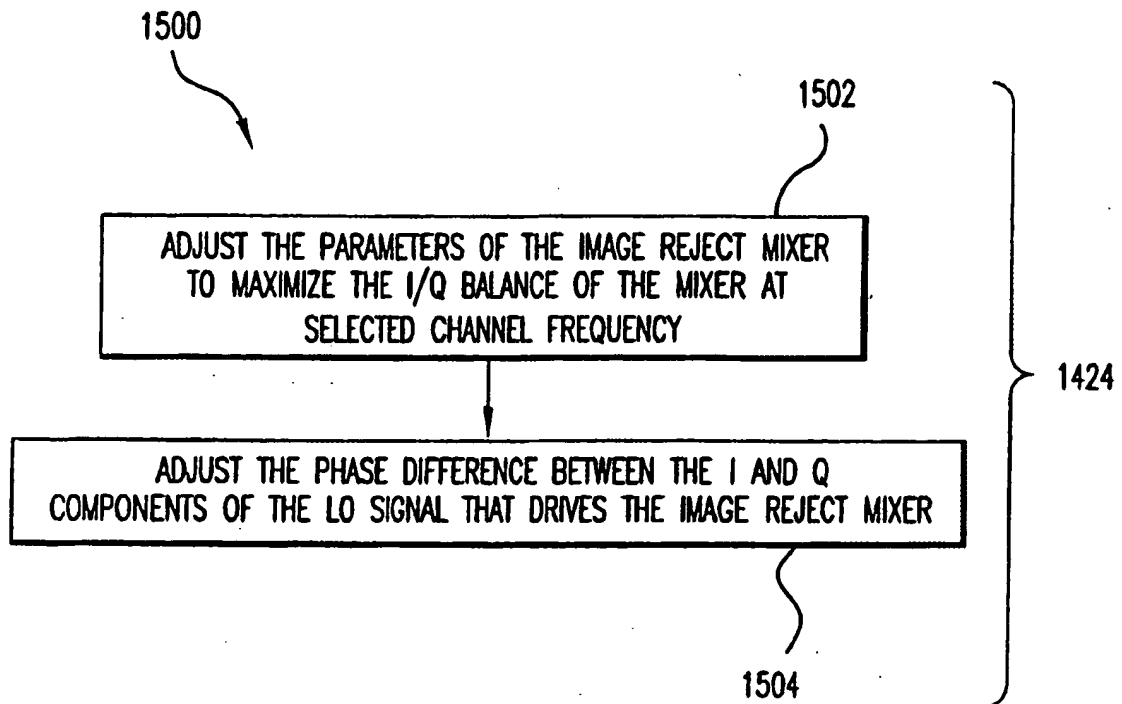 1500
1502
ADJUST THE PARAMETERS OF THE IMAGE REJECT MIXER
TO MAXIMIZE THE I/Q BALANCE OF THE MIXER AT
SELECTED CHANNEL FREQUENCY
1424
ADJUST THE PHASE DIFFERENCE BETWEEN THE I AND Q
COMPONENTS OF THE LO SIGNAL THAT DRIVES THE IMAGE REJECT MIXER
1504